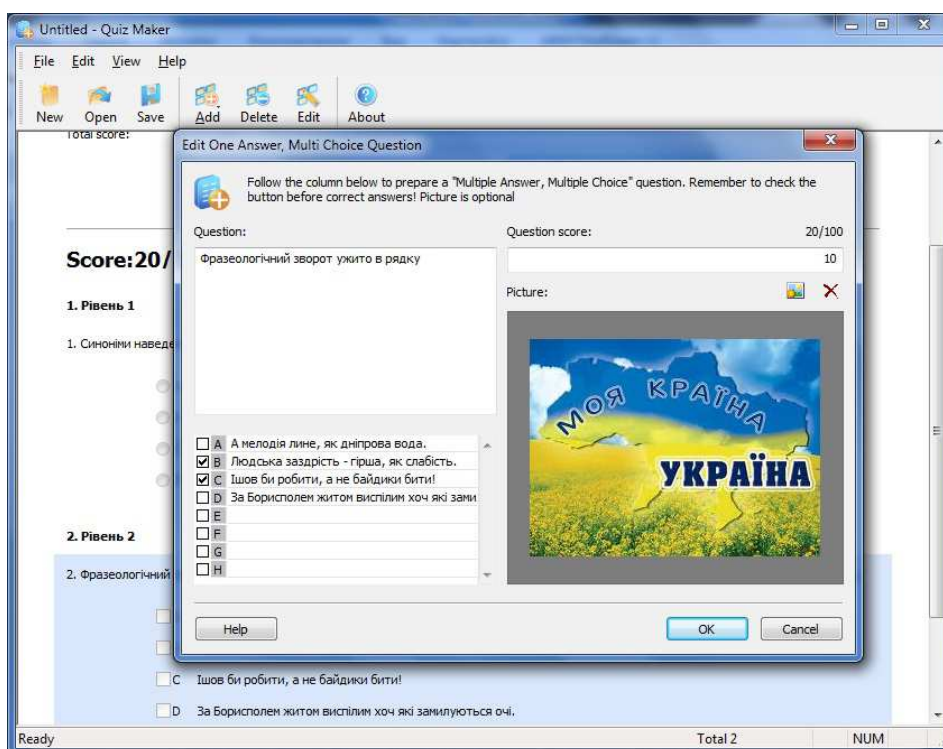 Untitled - Quiz Maker
File Edit View Help
New Open Save Add Delete Edit About
Total score:
Score:20/
1. Рівень 1
1. Синоніми наведе
2. Рівень 2
2. Фразеологічний
Edit One Answer, Multi Choice Question
Follow the column below to prepare a "Multiple Answer, Multiple Choice" question. Remember to check the
button before correct answers! Picture is optional
Question:
Фразеологічний зворот ужито в рядку
Question score: 20/100
10
Picture:
МОЯ КРАЇНА
УКРАЇНА
A А мелодія лине, як дніпрова вода.
B Людська заздрість - гірша, як слабість.
C Ішов би робити, а не байдики бити!
D За Борисполем житом виспілим хоч які зами
E
F
G
H
Help OK Cancel
C Ішов би робити, а не байдики бити!
D За Борисполем житом виспілим хоч які замилуються очі.
Ready Total 2 NUM